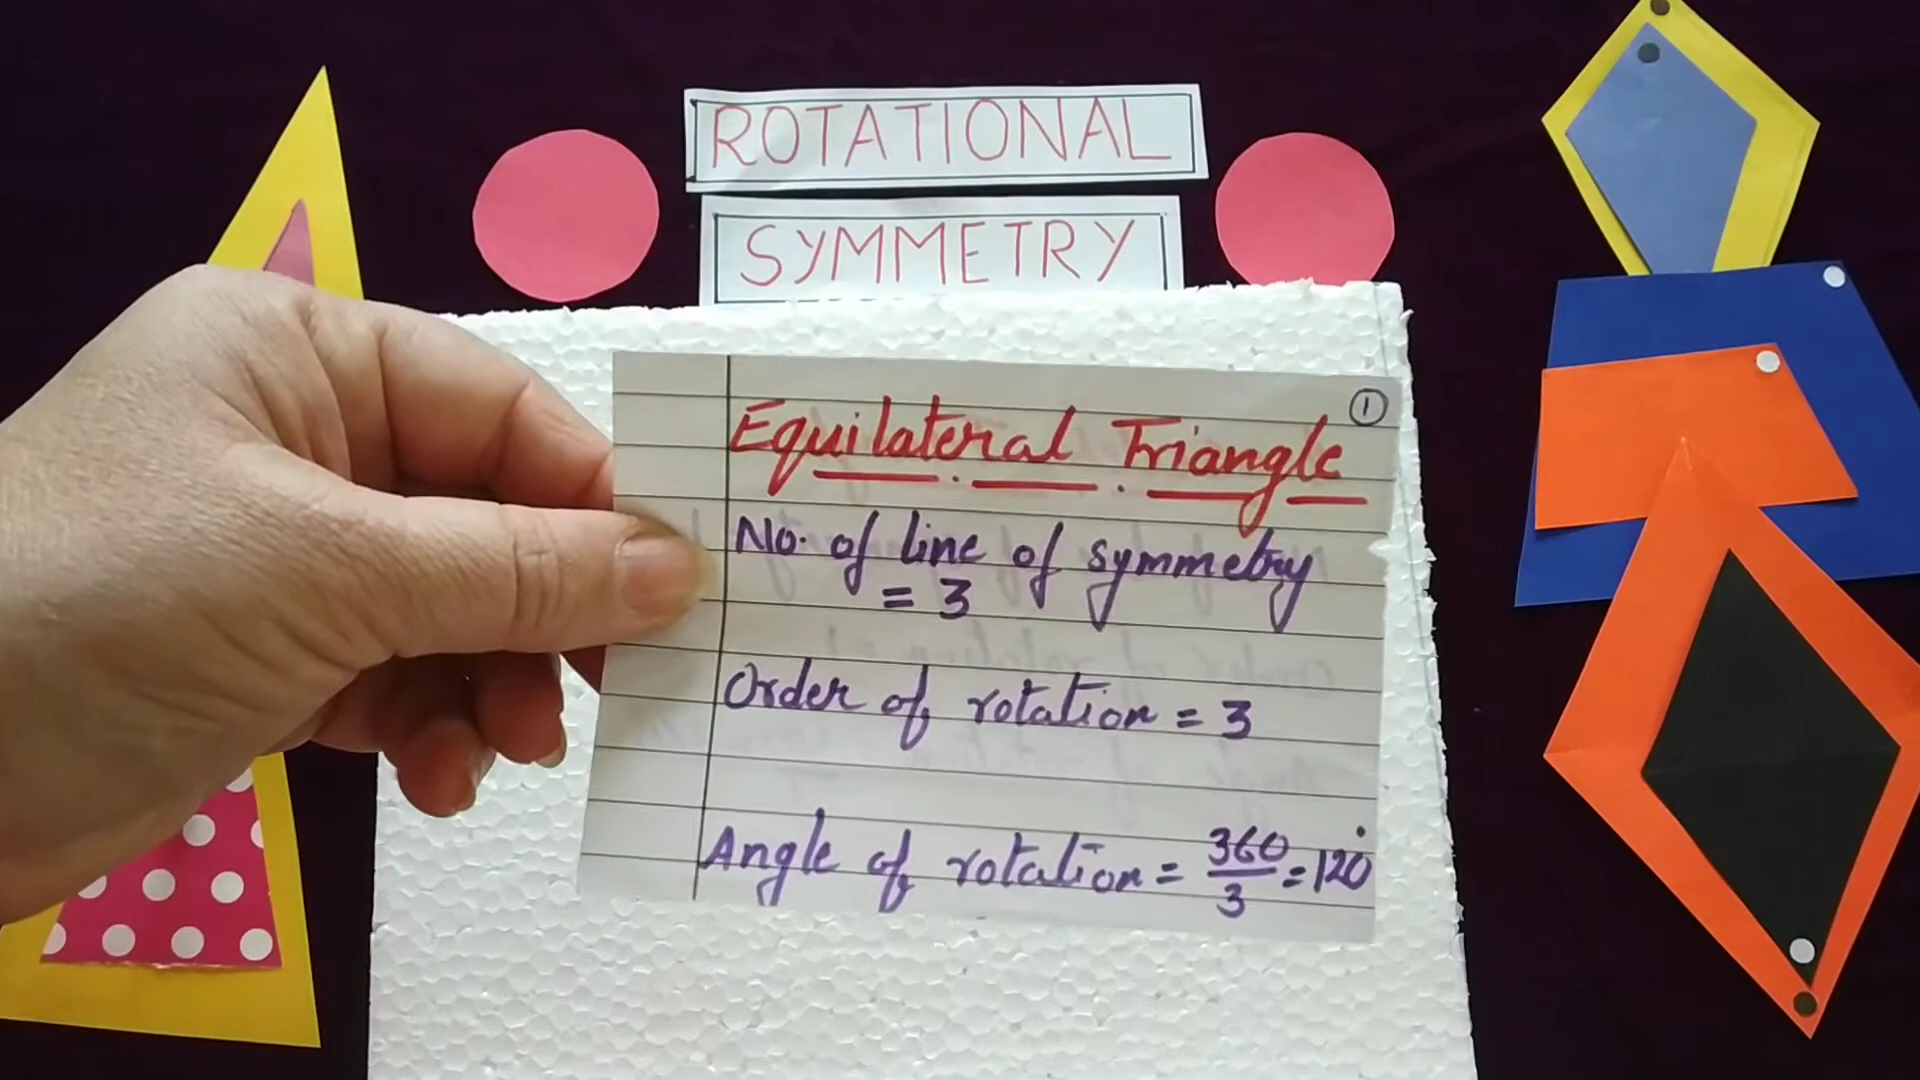 ROTATIONAL
SYMMETRY
1
Equilateral Triangle
No. of line of symmetry
= 3
Order of rotation = 3
Angle of rotation = 360/3 = 120°